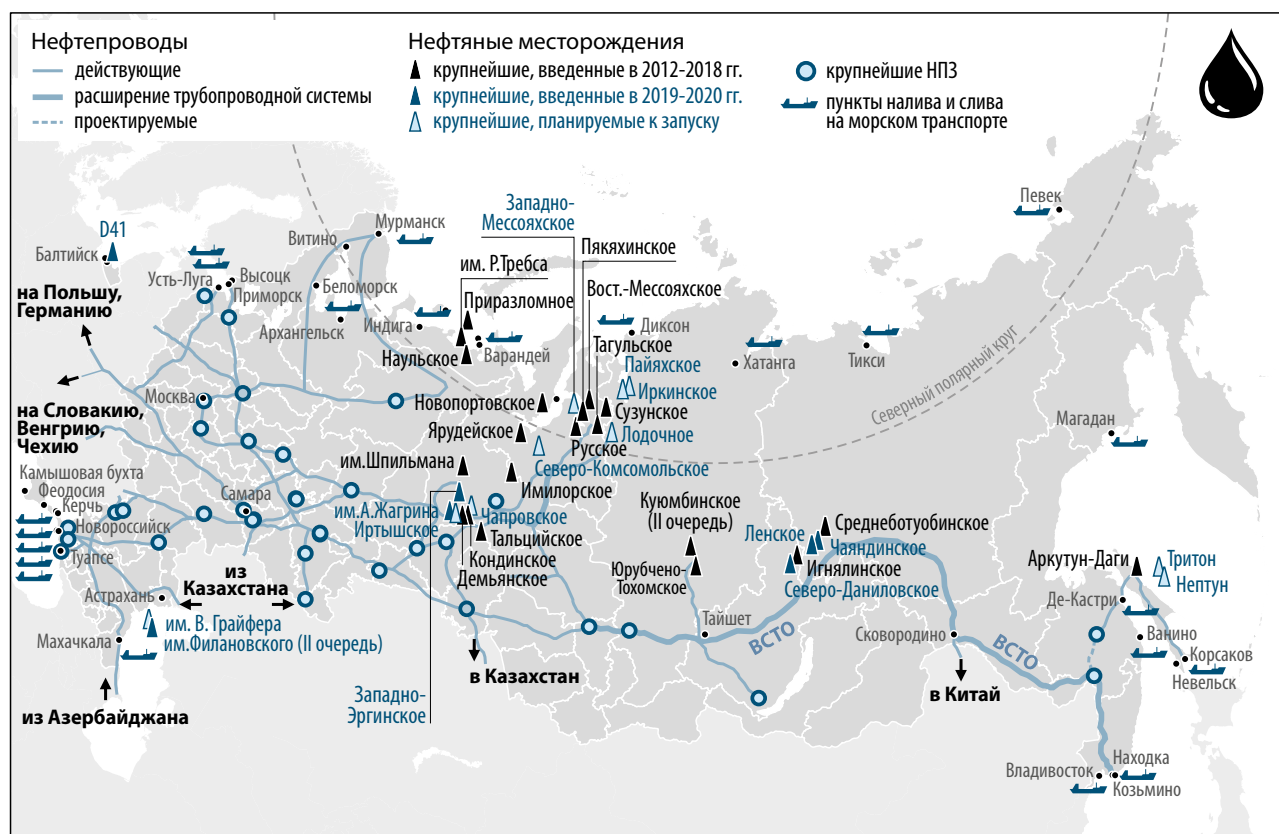 Нефтепроводы
действующие
расширение трубопроводной системы
проектируемые
Нефтяные месторождения
крупнейшие, введенные в 2012-2018 гг.
крупнейшие, введенные в 2019-2020 гг.
крупнейшие, планируемые к запуску
крупнейшие НПЗ
пункты налива и слива
на морском транспорте
Певек
Западно-
Мессояхское
Мурманск
D41
Витино
Пякяхинское
Балтийск
им. Р.Требса
Высоцк
Усть-Луга
Приморск
Беломорск
Вост.-Мессояхское
на Польшу,
Германию
Приразломное
Архангельск
Индига
Диксон
Тагульское
Варандей
Наульское
Хатанга
Тикси
Северный полярный круг
Пайяхское
Иркинское
Москва
Новопортовское
Сузунское
на Словакию,
Венгрию,
Чехию
Ярудейское
Русское
Лодочное
Магадан
им.Шпильмана
Северо-Комсомольское
Камышовая бухта
Феодосия
Керчь
Имилорское
Самара
Новороссийск
им.А.Жагрина
Иртышское
Чапровское
Куюмбинское
(II очередь)
Среднеботуобинское
Ленское
Чаяндинское
Туапсе
Тальцийское
Кондинское
Демьянское
Игнялинское
Юрубчено-
Тохомское
Северо-Даниловское
Аркутун-Даги
Тритон
Нептун
из
Казахстана
Астрахань
Де-Кастри
им. В. Грайфера
им.Филановского (II очередь)
Махачкала
Тайшет
ВСТО
Сковородино
ВСТО
Ванино
Корсаков
Невельск
в Казахстан
в Китай
Западно-
Эргинское
из Азербайджана
Находка
Владивосток
Козьмино